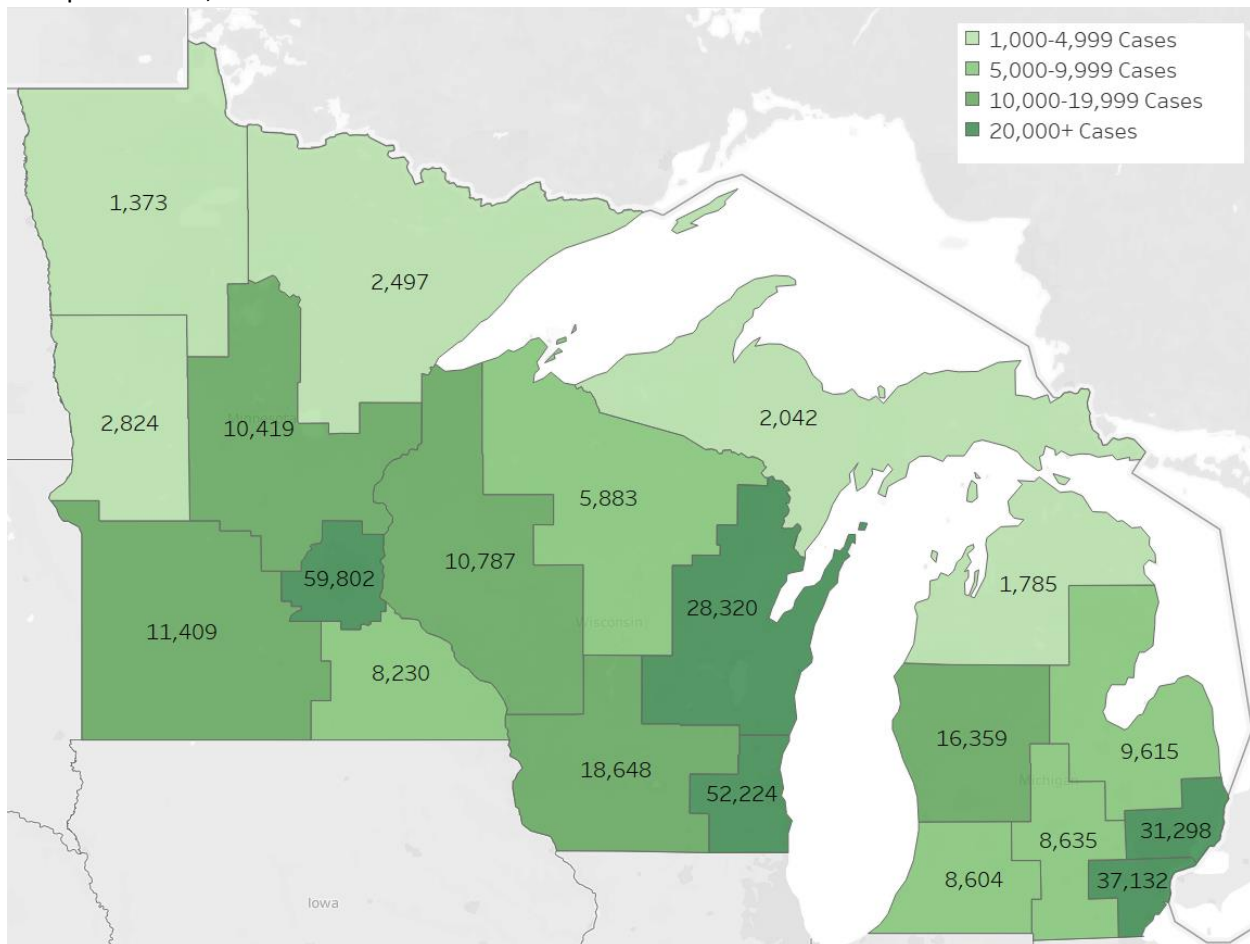 1,000-4,999 Cases
5,000-9,999 Cases
10,000-19,999 Cases
20,000+ Cases
1,373
2,497
2,824
Minnesota
10,419
2,042
5,883
10,787
59,802
1,785
28,320
11,409
Wisconsin
8,230
16,359
9,615
18,648
Michigan
52,224
31,298
8,635
8,604
37,132
Iowa